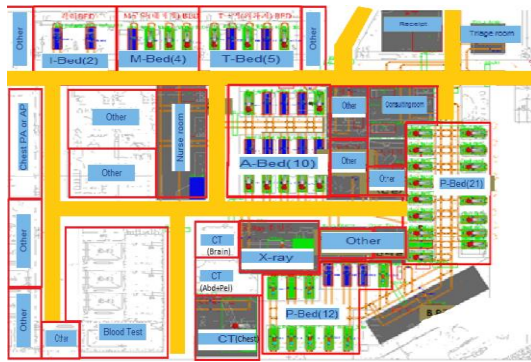 Other
I-Bed(2)
M-Bed(4)
T-Bed(5)
Other
Receipt
Triage room
Chest PA or AP
Other
Other
Nurse room
A-Bed(10)
Other
Consulting room
Other
Other
P-Bed(21)
Other
Other
Other
Blood Test
CT
(Brain)
CT
(Abd+Pel)
CT(Chest)
X-ray
Other
P-Bed(12)